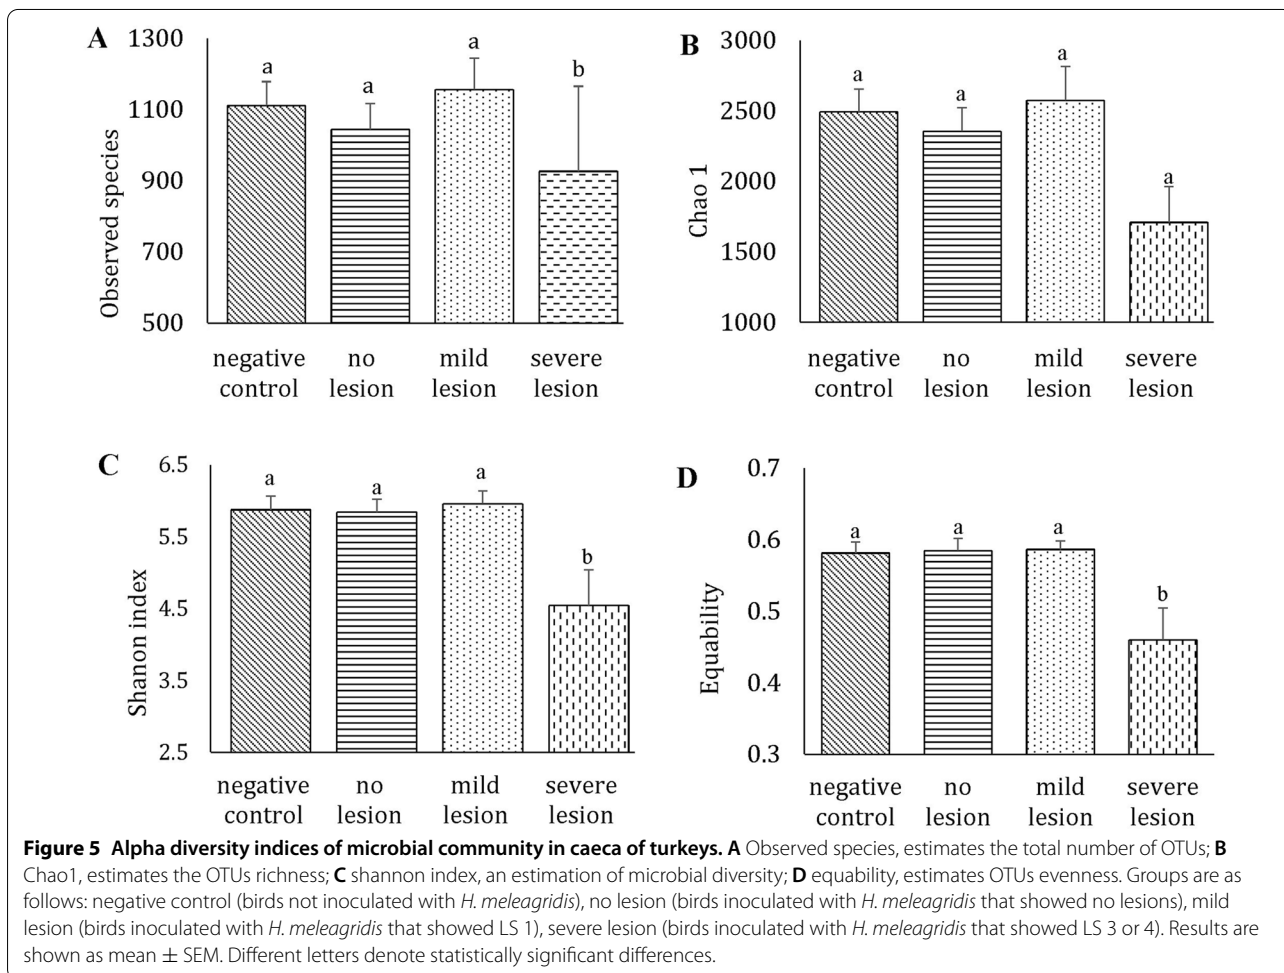 A
1300
1100
900
700
500
Observed species
a
a
a
b
negative control
no lesion
mild lesion
severe lesion
B
3000
2500
2000
1500
1000
Chao 1
a
a
a
a
negative control
no lesion
mild lesion
severe lesion
C
6.5
5.5
4.5
3.5
2.5
Shanon index
a
a
a
b
negative control
no lesion
mild lesion
severe lesion
D
0.7
0.6
0.5
0.4
0.3
Equability
a
a
a
b
negative control
no lesion
mild lesion
severe lesion
Figure 5 Alpha diversity indices of microbial community in caeca of turkeys. A Observed species, estimates the total number of OTUs; B
Chao1, estimates the OTUs richness; C shannon index, an estimation of microbial diversity; D equability, estimates OTUs evenness. Groups are as
follows: negative control (birds not inoculated with H. meleagridis), no lesion (birds inoculated with H. meleagridis that showed no lesions), mild
lesion (birds inoculated with H. meleagridis that showed LS 1), severe lesion (birds inoculated with H. meleagridis that showed LS 3 or 4). Results are
shown as mean ± SEM. Different letters denote statistically significant differences.